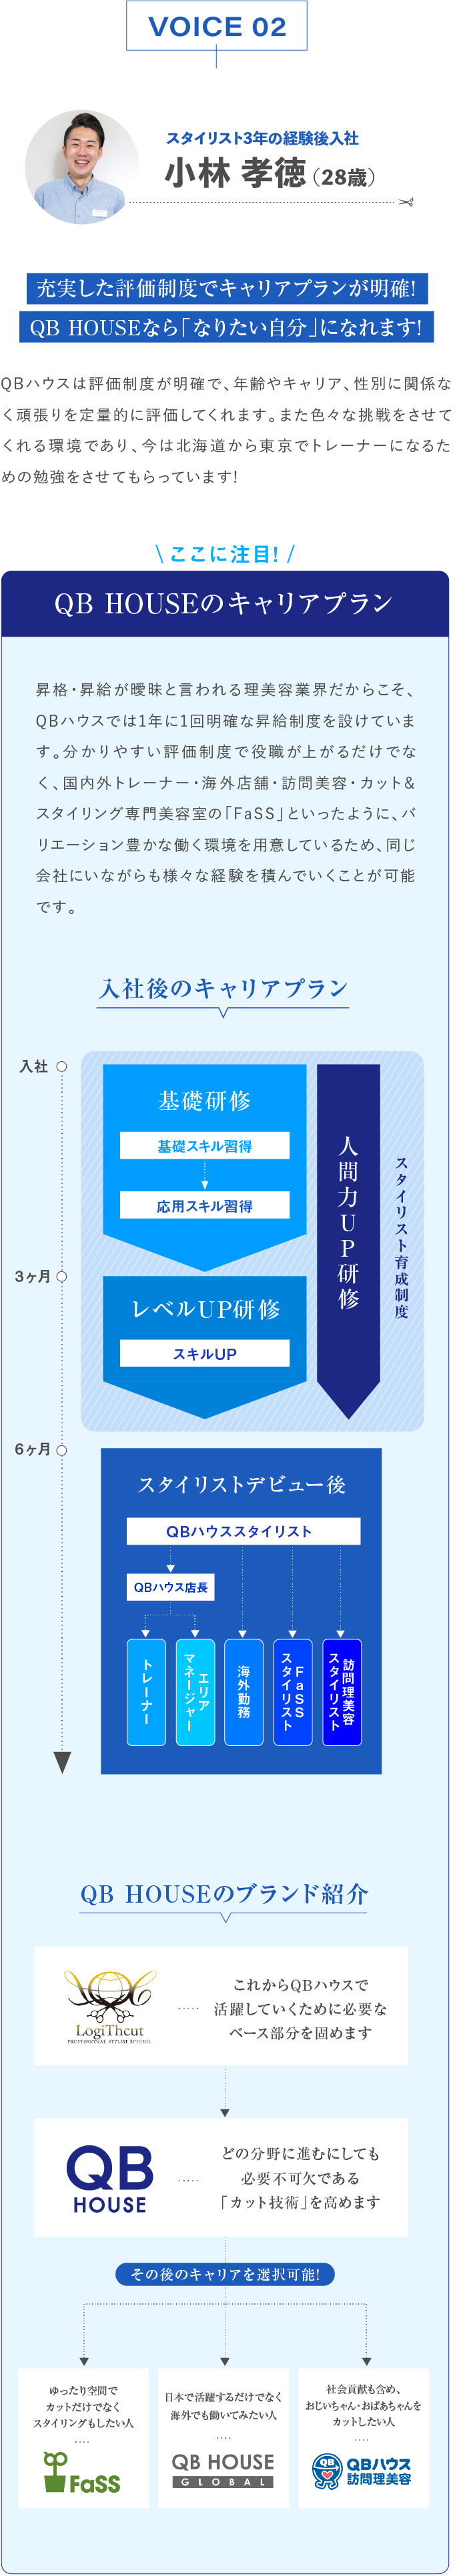 VOICE 02
スタイリスト3年の経験後入社
小林 孝徳（28歳）
充実した評価制度でキャリアプランが明確!
QB HOUSEなら「なりたい自分」になれます!
QBハウスは評価制度が明確で、年齢やキャリア、性別に関係な
く頑張りを定量的に評価してくれます。また色々な挑戦をさせて
くれる環境であり、今は北海道から東京でトレーナーになるた
めの勉強をさせてもらっています!
\ ここに注目! /
QB HOUSEのキャリアプラン
昇格・昇給が曖昧と言われる理美容業界だからこそ、
QBハウスでは1年に1回明確な昇給制度を設けていま
す。分かりやすい評価制度で役職が上がるだけでな
く、国内外トレーナー・海外店舗・訪問美容・カット&
スタイリング専門美容室の「FaSS」といったように、バ
リエーション豊かな働く環境を用意しているため、同じ
会社にいながらも様々な経験を積んでいくことが可能
です。
入社後のキャリアプラン
入社
基礎研修
基礎スキル習得
応用スキル習得
人間力UP研修
スタイリスト育成制度
3ヶ月
レベルUP研修
スキルUP
6ヶ月
スタイリストデビュー後
QBハウススタイリスト
QBハウス店長
トレーナー
エリア
マネージャー
海外勤務
FaSS
スタイリスト
訪問理美容
スタイリスト
QB HOUSEのブランド紹介
LogiThcut
PROFESSIONAL STYLIST SCHOOL
これからQBハウスで
活躍していくために必要な
ベース部分を固めます
QB
HOUSE
どの分野に進むにしても
必要不可欠である
「カット技術」を高めます
その後のキャリアを選択可能!
ゆったり空間で
カットだけでなく
スタイリングもしたい人
FaSS
日本で活躍するだけでなく
海外でも働いてみたい人
QB HOUSE
GLOBAL
社会貢献も含め、
おじいちゃん・おばあちゃんを
カットしたい人
QBハウス
訪問理美容